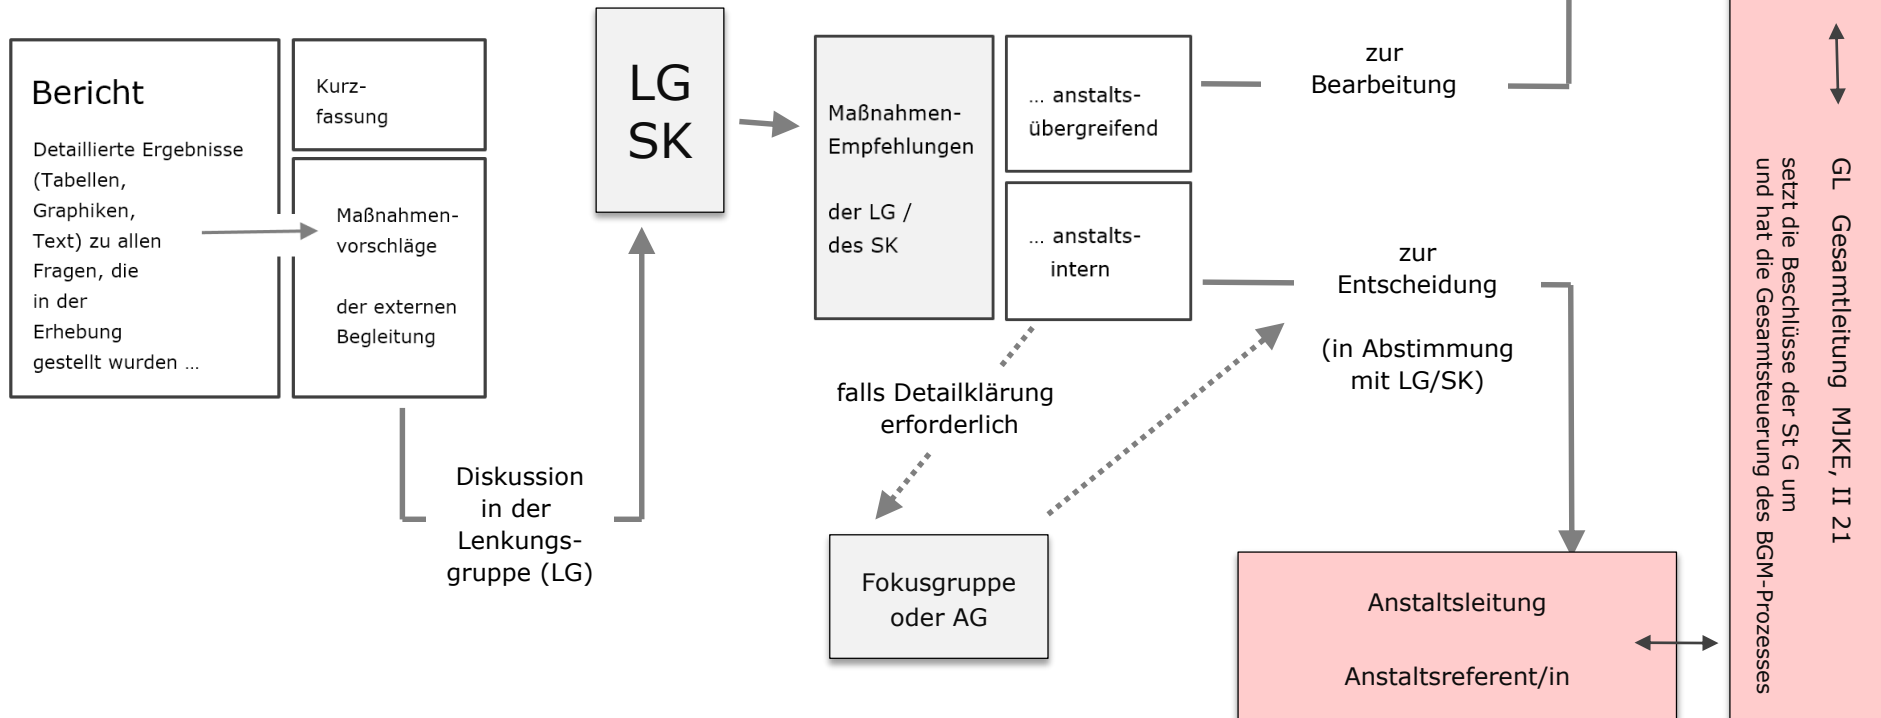 Bericht
Detaillierte Ergebnisse
(Tabellen,
Graphiken,
Text) zu allen
Fragen, die
in der
Erhebung
gestellt wurden ...
Kurz-
fassung
Maßnahmen-
vorschläge
der externen
Begleitung
Diskussion
in der
Lenkungs-
gruppe (LG)
LG
SK
Maßnahmen-
Empfehlungen
der LG /
des SK
... anstalts-
übergreifend
... anstalts-
intern
zur
Bearbeitung
zur
Entscheidung
(in Abstimmung
mit LG/SK)
falls Detailklärung
erforderlich
Fokusgruppe
oder AG
Anstaltsleitung
Anstaltsreferent/in
GL Gesamtleitung MJKE, II 21
setzt die Beschlüsse der St G um
und hat die Gesamtsteuerung des BGM-Prozesses